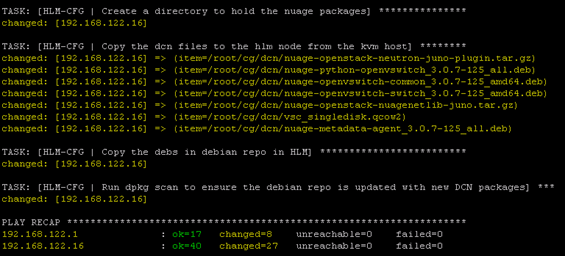 TASK: [HLM-CFG | Create a directory to hold the nuage packages] ***************
changed: [192.168.122.16]
TASK: [HLM-CFG | Copy the dcn files to the hlm node from the kvm host] ********
changed: [192.168.122.16] => (item=/root/cg/dcn/nuage-openstack-neutron-juno-plugin.tar.gz)
changed: [192.168.122.16] => (item=/root/cg/dcn/nuage-python-openvswitch_3.0.7-125_all.deb)
changed: [192.168.122.16] => (item=/root/cg/dcn/nuage-openvswitch-common_3.0.7-125_amd64.deb)
changed: [192.168.122.16] => (item=/root/cg/dcn/nuage-openvswitch-switch_3.0.7-125_amd64.deb)
changed: [192.168.122.16] => (item=/root/cg/dcn/nuage-openstack-nuagenetlib-juno.tar.gz)
changed: [192.168.122.16] => (item=/root/cg/dcn/vsc_singledisk.qcow2)
changed: [192.168.122.16] => (item=/root/cg/dcn/nuage-metadata-agent_3.0.7-125_all.deb)
TASK: [HLM-CFG | Copy the debs in debian repo in HLM] *************************
changed: [192.168.122.16]
TASK: [HLM-CFG | Run dpkg scan to ensure the debian repo is updated with new DCN packages] ***
changed: [192.168.122.16]
PLAY RECAP ********************************************************************
192.168.122.1 : ok=17 changed=8 unreachable=0 failed=0
192.168.122.16 : ok=40 changed=27 unreachable=0 failed=0